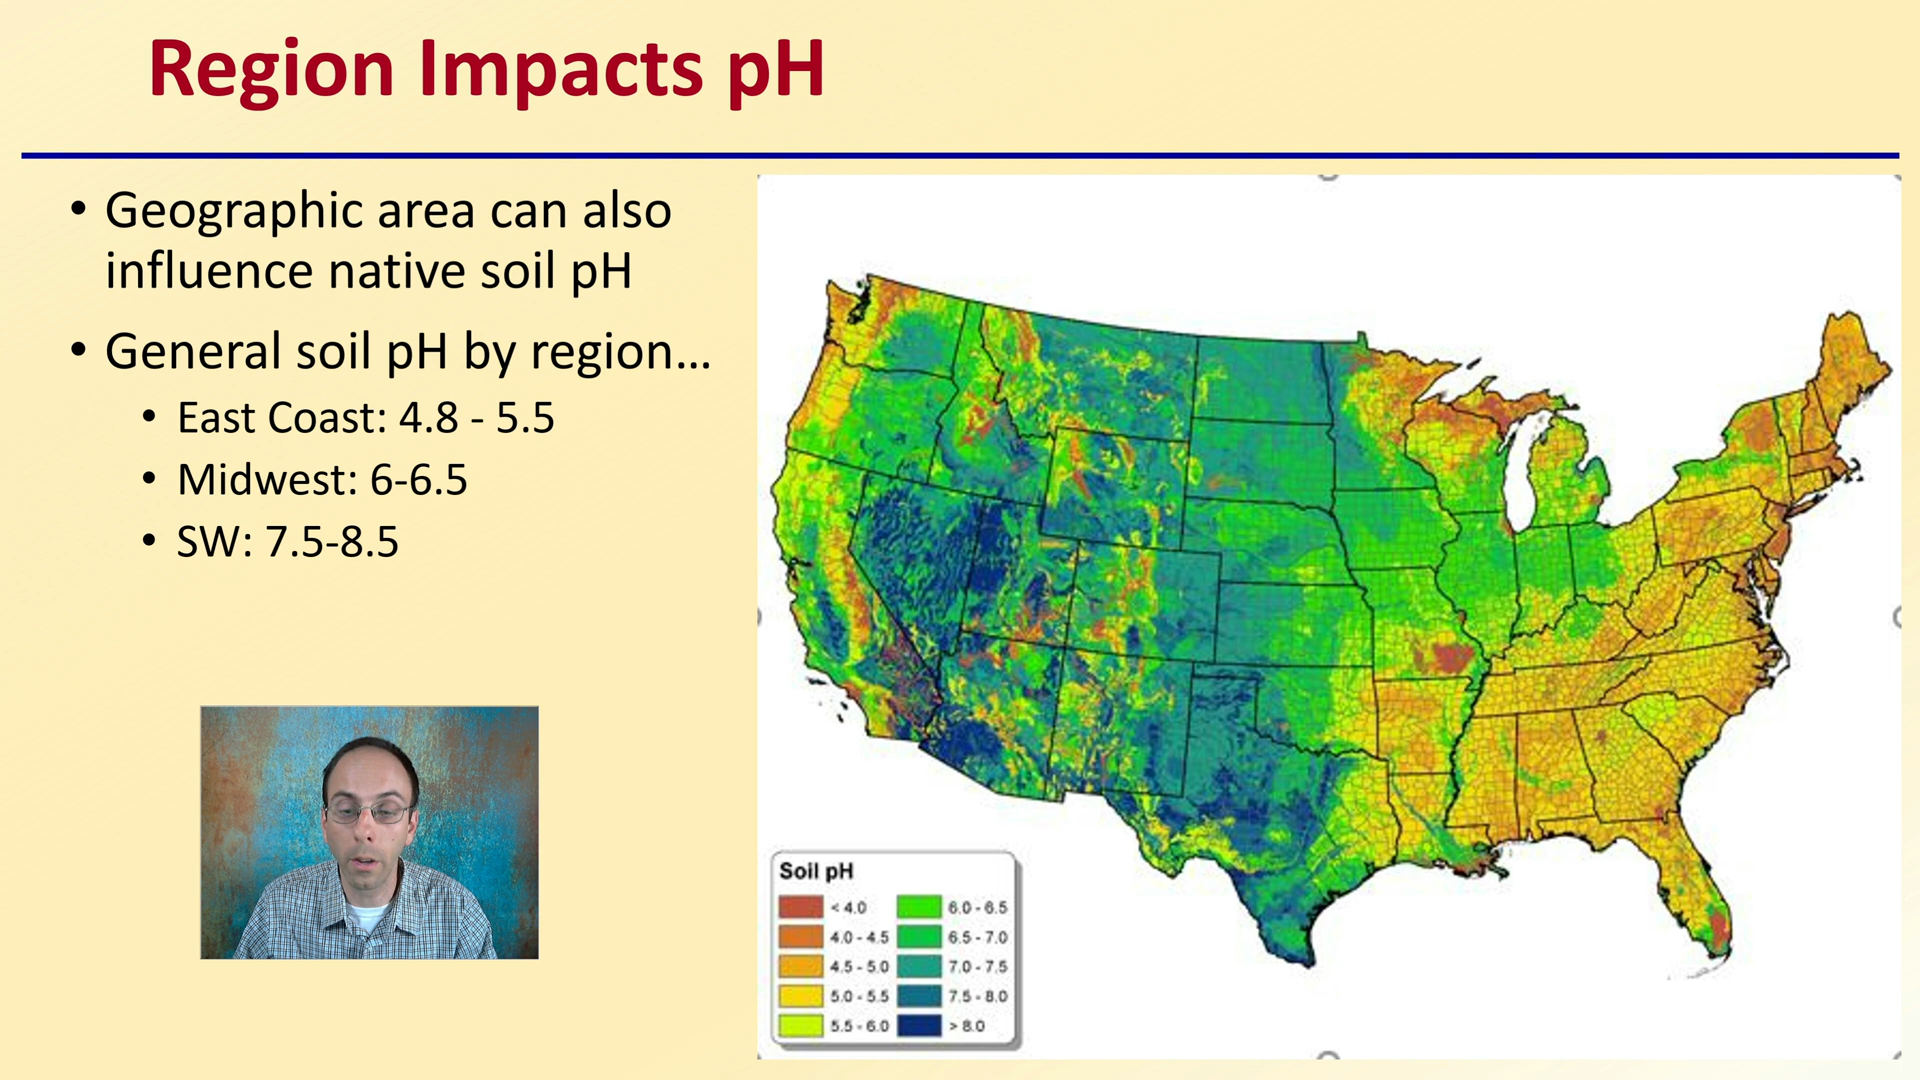 Region Impacts pH
• Geographic area can also
influence native soil pH
• General soil pH by region...
• East Coast: 4.8 - 5.5
• Midwest: 6-6.5
• SW: 7.5-8.5
Soil pH
< 4.0
4.0 - 4.5
4.5 - 5.0
5.0 - 5.5
5.5 - 6.0
6.0 - 6.5
6.5 - 7.0
7.0 - 7.5
7.5 - 8.0
> 8.0